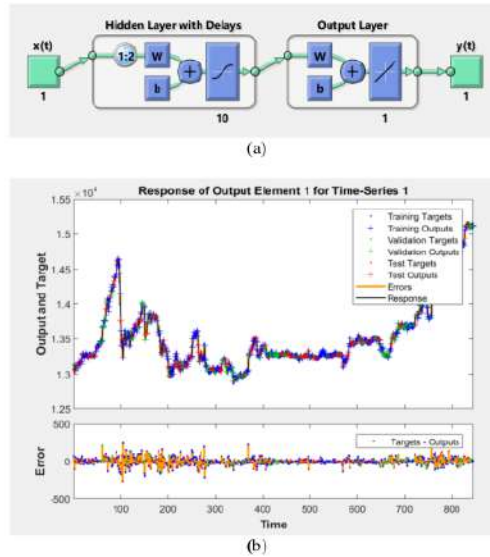 Hidden Layer with Delays
Output Layer
x(t)
y(t)
1:2
W
b
W
b
1
10
1
1
(a)
×10⁴
Response of Output Element 1 for Time-Series 1
1.55
1.5
1.45
1.4
1.35
1.3
1.25
Output and Target
Training Targets
Training Outputs
Validation Targets
Validation Outputs
Test Targets
Test Outputs
Errors
Response
500
0
-500
Error
Targets - Outputs
100 200 300 400 500 600 700 800
Time
(b)